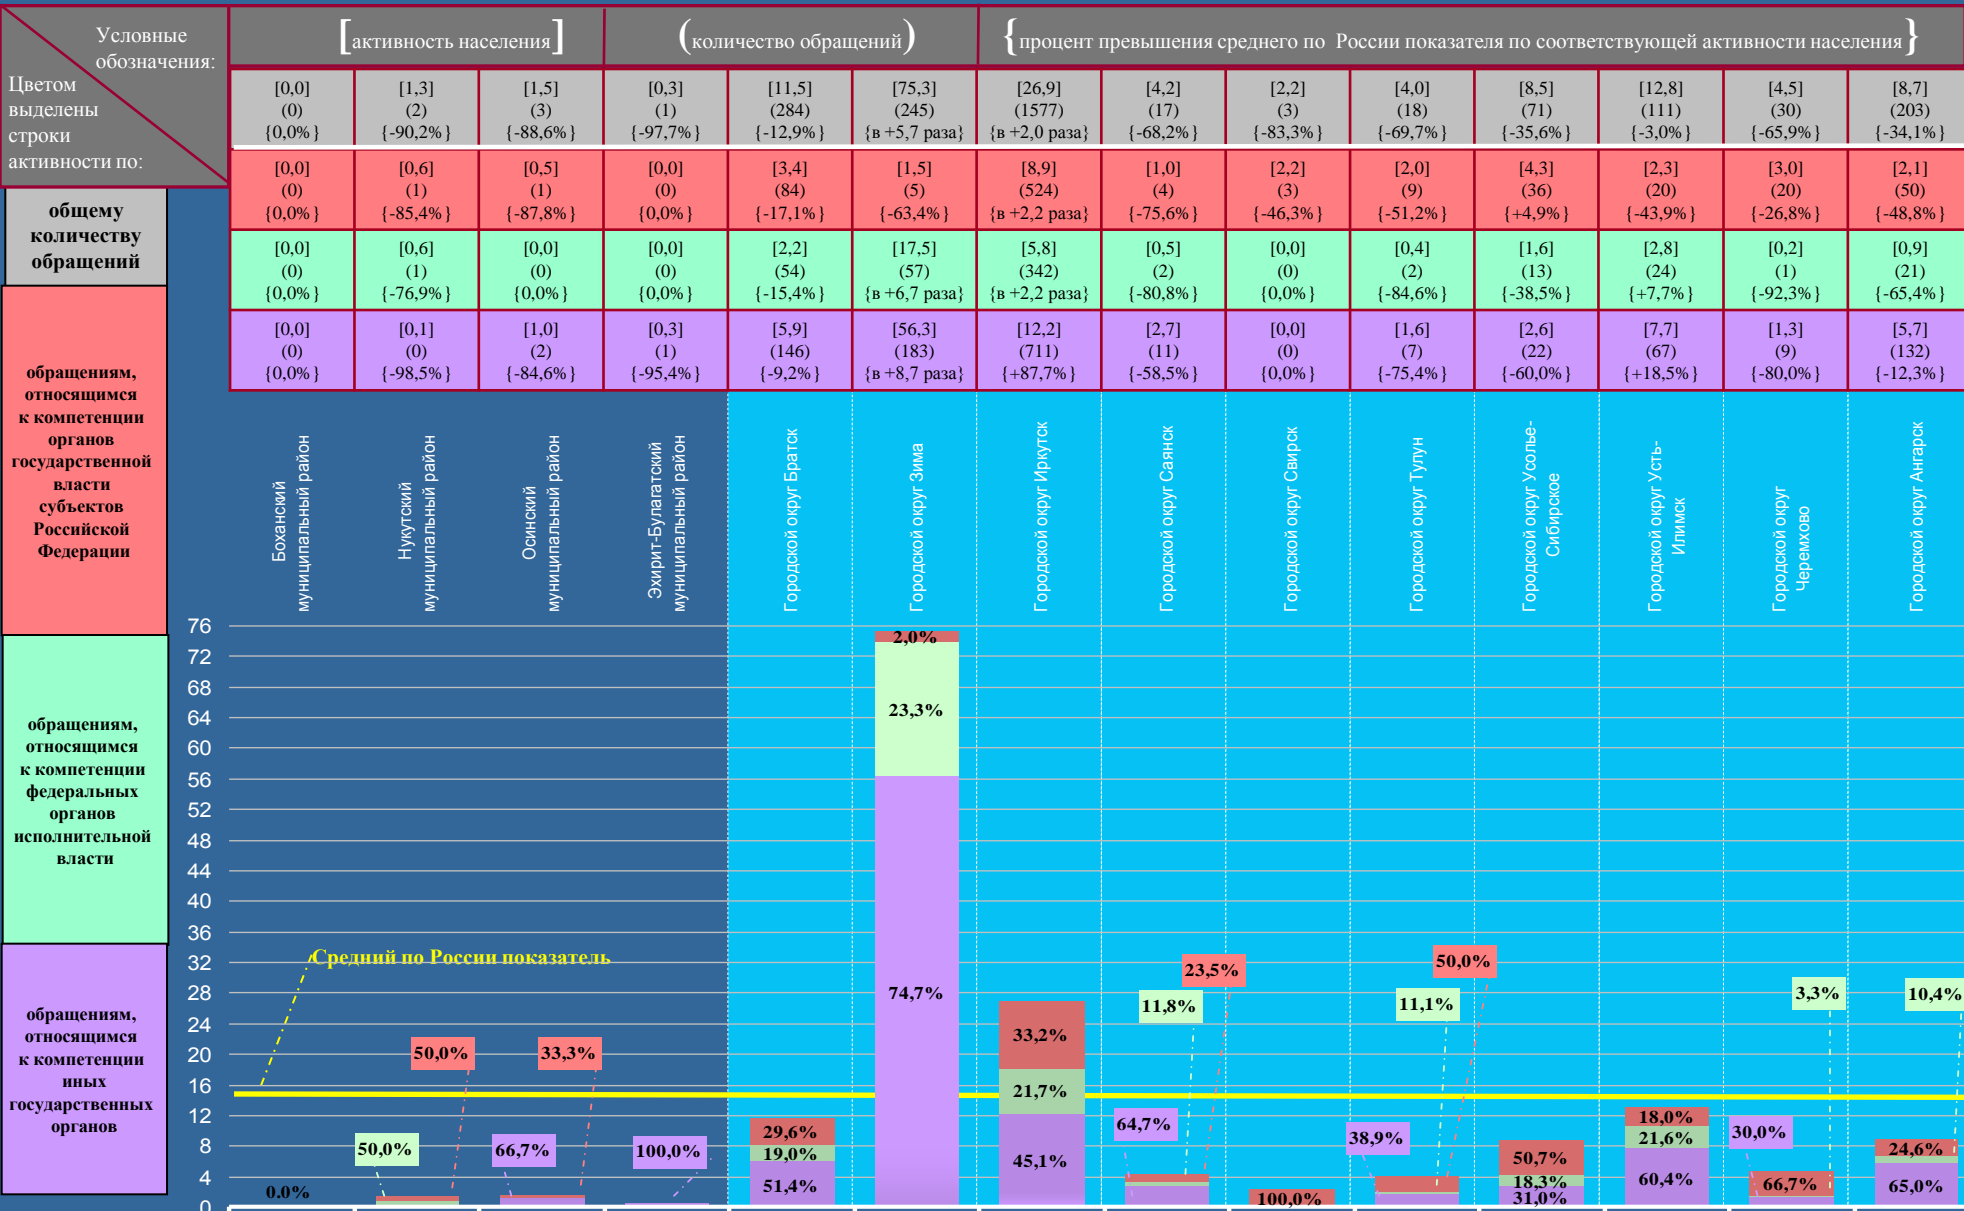 Условные
обозначения:
Цветом
выделены
строки
активности по:
[активность населения]
(количество обращений)
{процент превышения среднего по России показателя по соответствующей активности населения}
[0,0] [1,3] [1,5] [0,3] [11,5] [75,3] [26,9] [4,2] [2,2] [4,0] [8,5] [12,8] [4,5] [8,7]
(0) (2) (3) (1) (284) (245) (1577) (17) (3) (18) (71) (111) (30) (203)
{0,0%} {-90,2%} {-88,6%} {-97,7%} {-12,9%} {в +5,7 раза} {в +2,0 раза} {-68,2%} {-83,3%} {-69,7%} {-35,6%} {-3,0%} {-65,9%} {-34,1%}
[0,0] [0,6] [0,5] [0,0] [3,4] [1,5] [8,9] [1,0] [2,2] [2,0] [4,3] [2,3] [3,0] [2,1]
(0) (1) (1) (0) (84) (5) (524) (4) (3) (9) (36) (20) (20) (50)
{0,0%} {-85,4%} {-87,8%} {0,0%} {-17,1%} {-63,4%} {в +2,2 раза} {-75,6%} {-46,3%} {-51,2%} {+4,9%} {-43,9%} {-26,8%} {-48,8%}
[0,0] [0,6] [0,0] [0,0] [2,2] [17,5] [5,8] [0,5] [0,0] [0,4] [1,6] [2,8] [0,2] [0,9]
(0) (1) (0) (0) (54) (57) (342) (2) (0) (2) (13) (24) (1) (21)
{0,0%} {-76,9%} {0,0%} {0,0%} {-15,4%} {в +6,7 раза} {в +2,2 раза} {-80,8%} {0,0%} {-84,6%} {-38,5%} {+7,7%} {-92,3%} {-65,4%}
[0,0] [0,1] [1,0] [0,3] [5,9] [56,3] [12,2] [2,7] [0,0] [1,6] [2,6] [7,7] [1,3] [5,7]
(0) (0) (2) (1) (146) (183) (711) (11) (0) (7) (22) (67) (9) (132)
{0,0%} {-98,5%} {-84,6%} {-95,4%} {-9,2%} {в +8,7 раза} {+87,7%} {-58,5%} {0,0%} {-75,4%} {-60,0%} {+18,5%} {-80,0%} {-12,3%}
общему
количеству
обращений
обращениям,
относящимся
к компетенции
органов
государственной
власти
субъектов
Российской
Федерации
обращениям,
относящимся
к компетенции
федеральных
органов
исполнительной
власти
обращениям,
относящимся
к компетенции
иных
государственных
органов
Боханский
муниципальный район
Нукутский
муниципальный район
Осинский
муниципальный район
Эхирит-Булагатский
муниципальный район
Городской округ Братск
Городской округ Зима
Городской округ Иркутск
Городской округ Саянск
Городской округ Свирск
Городской округ Тулун
Городской округ Усолье-
Сибирское
Городской округ Усть-
Илимск
Городской округ
Черемхово
Городской округ Ангарск
76
72
68
64
60
56
52
48
44
40
36
32
28
24
20
16
12
8
4
0
Средний по России показатель
0.0%
50,0%
50,0%
33,3%
66,7%
100,0%
29,6%
19,0%
51,4%
2,0%
23,3%
74,7%
33,2%
21,7%
45,1%
23,5%
11,8%
64,7%
100,0%
50,0%
11,1%
38,9%
50,7%
18,3%
31,0%
18,0%
21,6%
60,4%
3,3%
30,0%
66,7%
10,4%
24,6%
65,0%